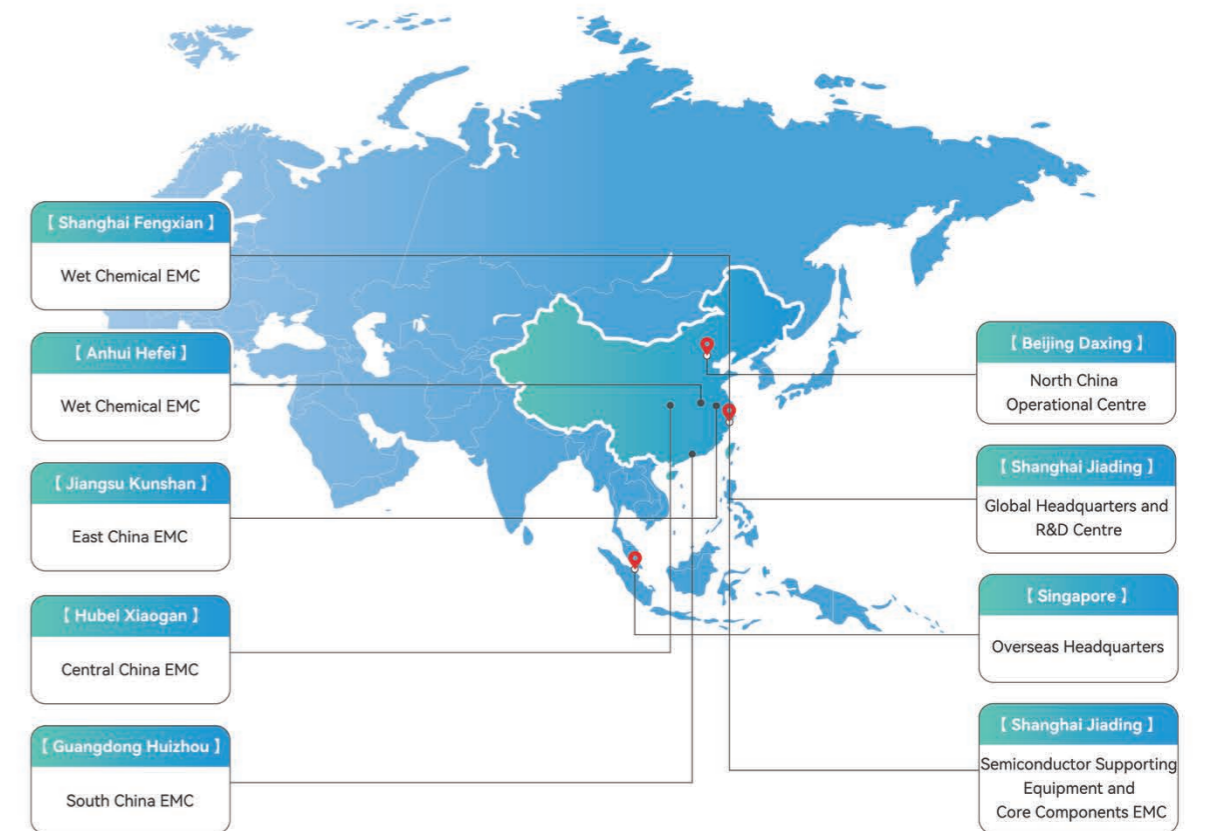 【 Shanghai Fengxian 】
Wet Chemical EMC
【 Anhui Hefei 】
Wet Chemical EMC
【 Jiangsu Kunshan 】
East China EMC
【 Hubel Xiaogan 】
Central China EMC
【 Guangdong Huizhou 】
South China EMC
【 Beijing Daxing 】
North China
Operational Centre
【 Shanghai Jiading 】
Global Headquarters and
R&D Centre
【 Singapore 】
Overseas Headquarters
【 Shanghai Jiading 】
Semiconductor Supporting
Equipment and
Core Components EMC